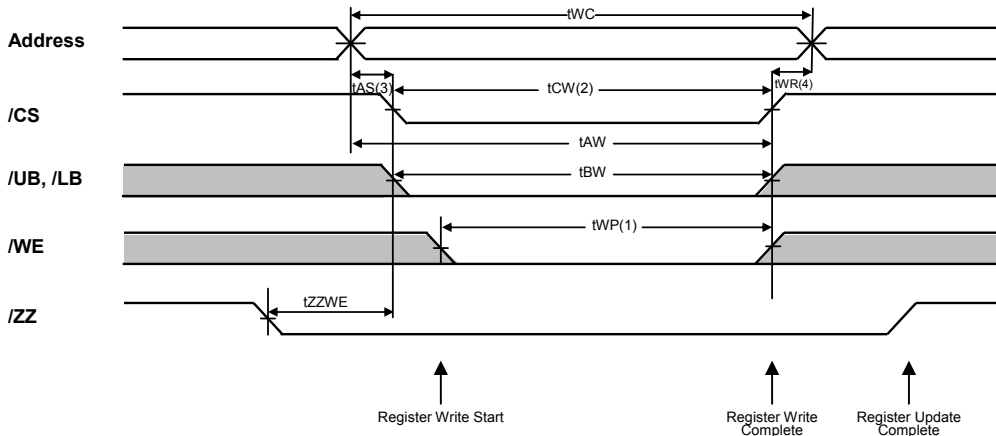 tWC
Address
tAS(3)
tCW(2)
tWR(4)
/CS
tAW
/UB, /LB
tBW
/WE
tWP(1)
/ZZ
tZZWE
Register Write Start
Register Write
Complete
Register Update
Complete